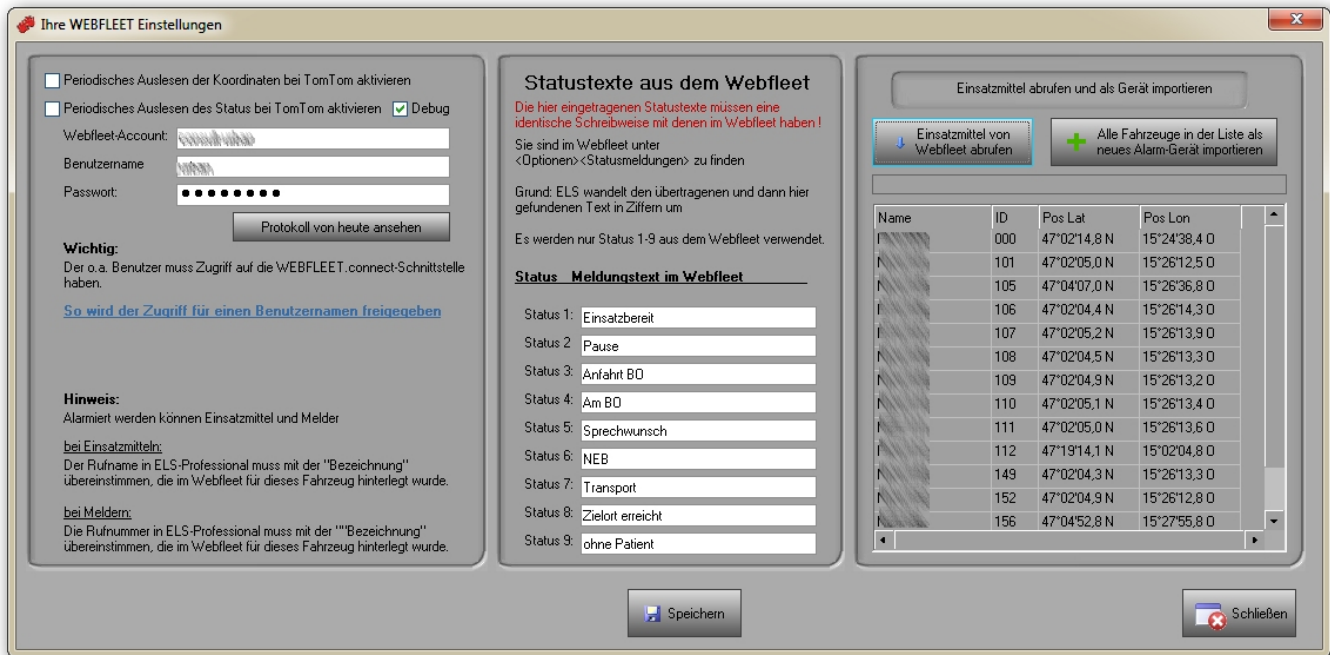 Ihre WEBFLEET Einstellungen
Periodisches Auslesen der Koordinaten bei TomTom aktivieren
Periodisches Auslesen des Status bei TomTom aktivieren Debug
Webfleet-Account:
Benutzername
Passwort:
Protokoll von heute ansehen
Wichtig:
Der o.a. Benutzer muss Zugriff auf die WEBFLEET.connect-Schnittstelle
haben.
So wird der Zugriff für einen Benutzernamen freigegeben
Hinweis:
Alarmiert werden können Einsatzmittel und Melder
bei Einsatzmitteln:
Der Rufname in ELS-Professional muss mit der "Bezeichnung"
übereinstimmen, die im Webfleet für dieses Fahrzeug hinterlegt wurde.
bei Meldern:
Die Rufnummer in ELS-Professional muss mit der ""Bezeichnung"
übereinstimmen, die im Webfleet für dieses Fahrzeug hinterlegt wurde.
Statustexte aus dem Webfleet
Die hier eingetragenen Statustexte müssen eine
identische Schreibweise mit denen im Webfleet haben !
Sie sind im Webfleet unter
<Optionen><Statusmeldungen> zu finden
Grund: ELS wandelt den übertragenen und dann hier
gefundenen Text in Ziffern um
Es werden nur Status 1-9 aus dem Webfleet verwendet.
Status Meldungstext im Webfleet
Status 1: Einsatzbereit
Status 2 Pause
Status 3: Anfahrt BO
Status 4: Am BO
Status 5: Sprechwunsch
Status 6: NEB
Status 7: Transport
Status 8: Zielort erreicht
Status 9: ohne Patient
Einsatzmittel abrufen und als Gerät importieren
Einsatzmittel von
Webfleet abrufen
Alle Fahrzeuge in der Liste als
neues Alarm-Gerät importieren
Name ID Pos Lat Pos Lon
000 47°02'14,8 N 15°24'38,4 O
101 47°02'05,0 N 15°26'12,5 O
105 47°04'07,0 N 15°26'36,8 O
106 47°02'04,4 N 15°26'14,3 O
107 47°02'05,2 N 15°26'13,9 O
108 47°02'04,5 N 15°26'13,3 O
109 47°02'04,9 N 15°26'13,2 O
110 47°02'05,1 N 15°26'13,4 O
111 47°02'05,0 N 15°26'13,6 O
112 47°19'14,1 N 15°02'04,8 O
149 47°02'04,3 N 15°26'13,3 O
152 47°02'04,9 N 15°26'12,8 O
156 47°04'52,8 N 15°27'55,8 O
Speichern
Schließen